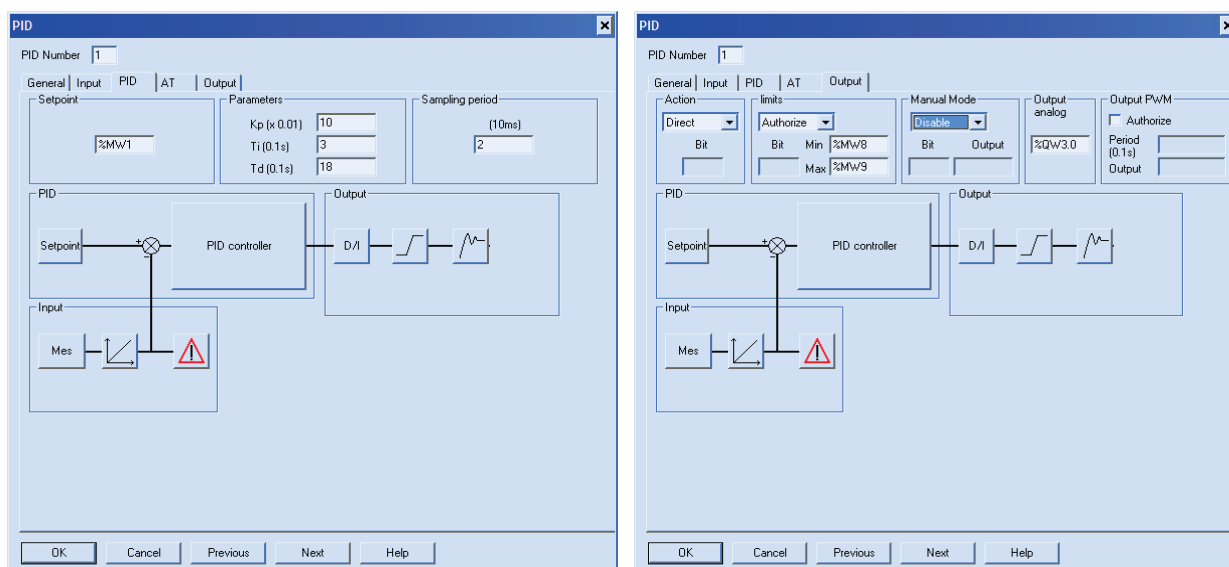 PID
PID Number 1
General Input PID AT Output
Setpoint
%MW1
Parameters
Kp (x 0.01) 10
Ti (0.1s) 3
Td (0.1s) 18
Sampling period
(10ms)
2
PID
Setpoint
+
-
PID controller
Output
D/I
Input
Mes
!
OK Cancel Previous Next Help
PID
PID Number 1
General Input PID AT Output
Action
Direct
Bit
limits
Authorize
Bit Min %MW8
Max %MW9
Manual Mode
Disable
Bit Output
Output
analog
%QW3.0
Output PWM
Authorize
Period
(0.1s)
Output
PID
Setpoint
+
-
PID controller
Output
D/I
Input
Mes
!
OK Cancel Previous Next Help